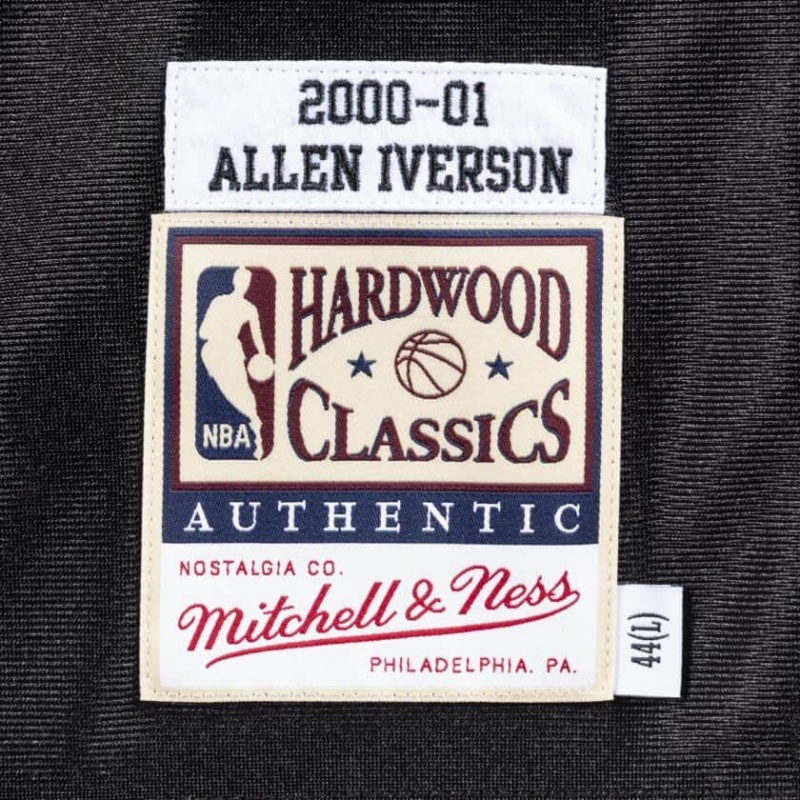 2000-01
ALLEN IVERSON
HARDWOOD
CLASSICS
NBA
AUTHENTIC
NOSTALGIA CO.
Mitchell & Ness
PHILADELPHIA. PA.
44(L)